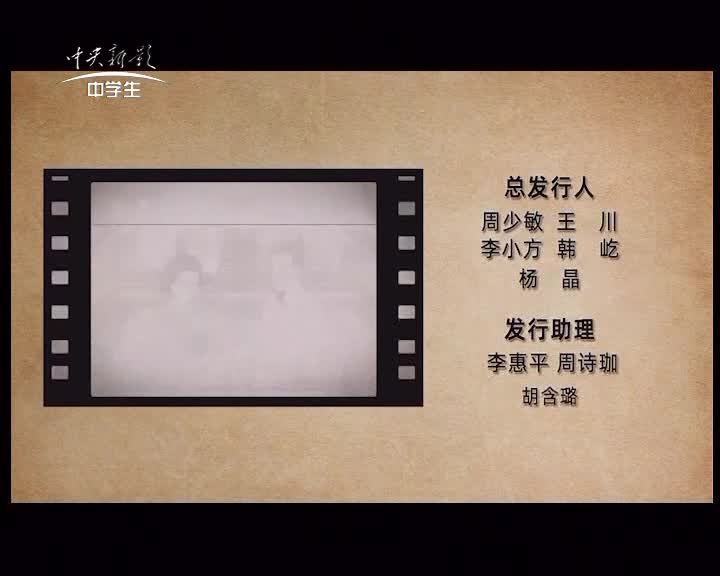 中央新影
中学生
总发行人
周少敏 王 川
李小方 韩 屹
杨 晶
发行助理
李惠平 周诗珈
胡含璐